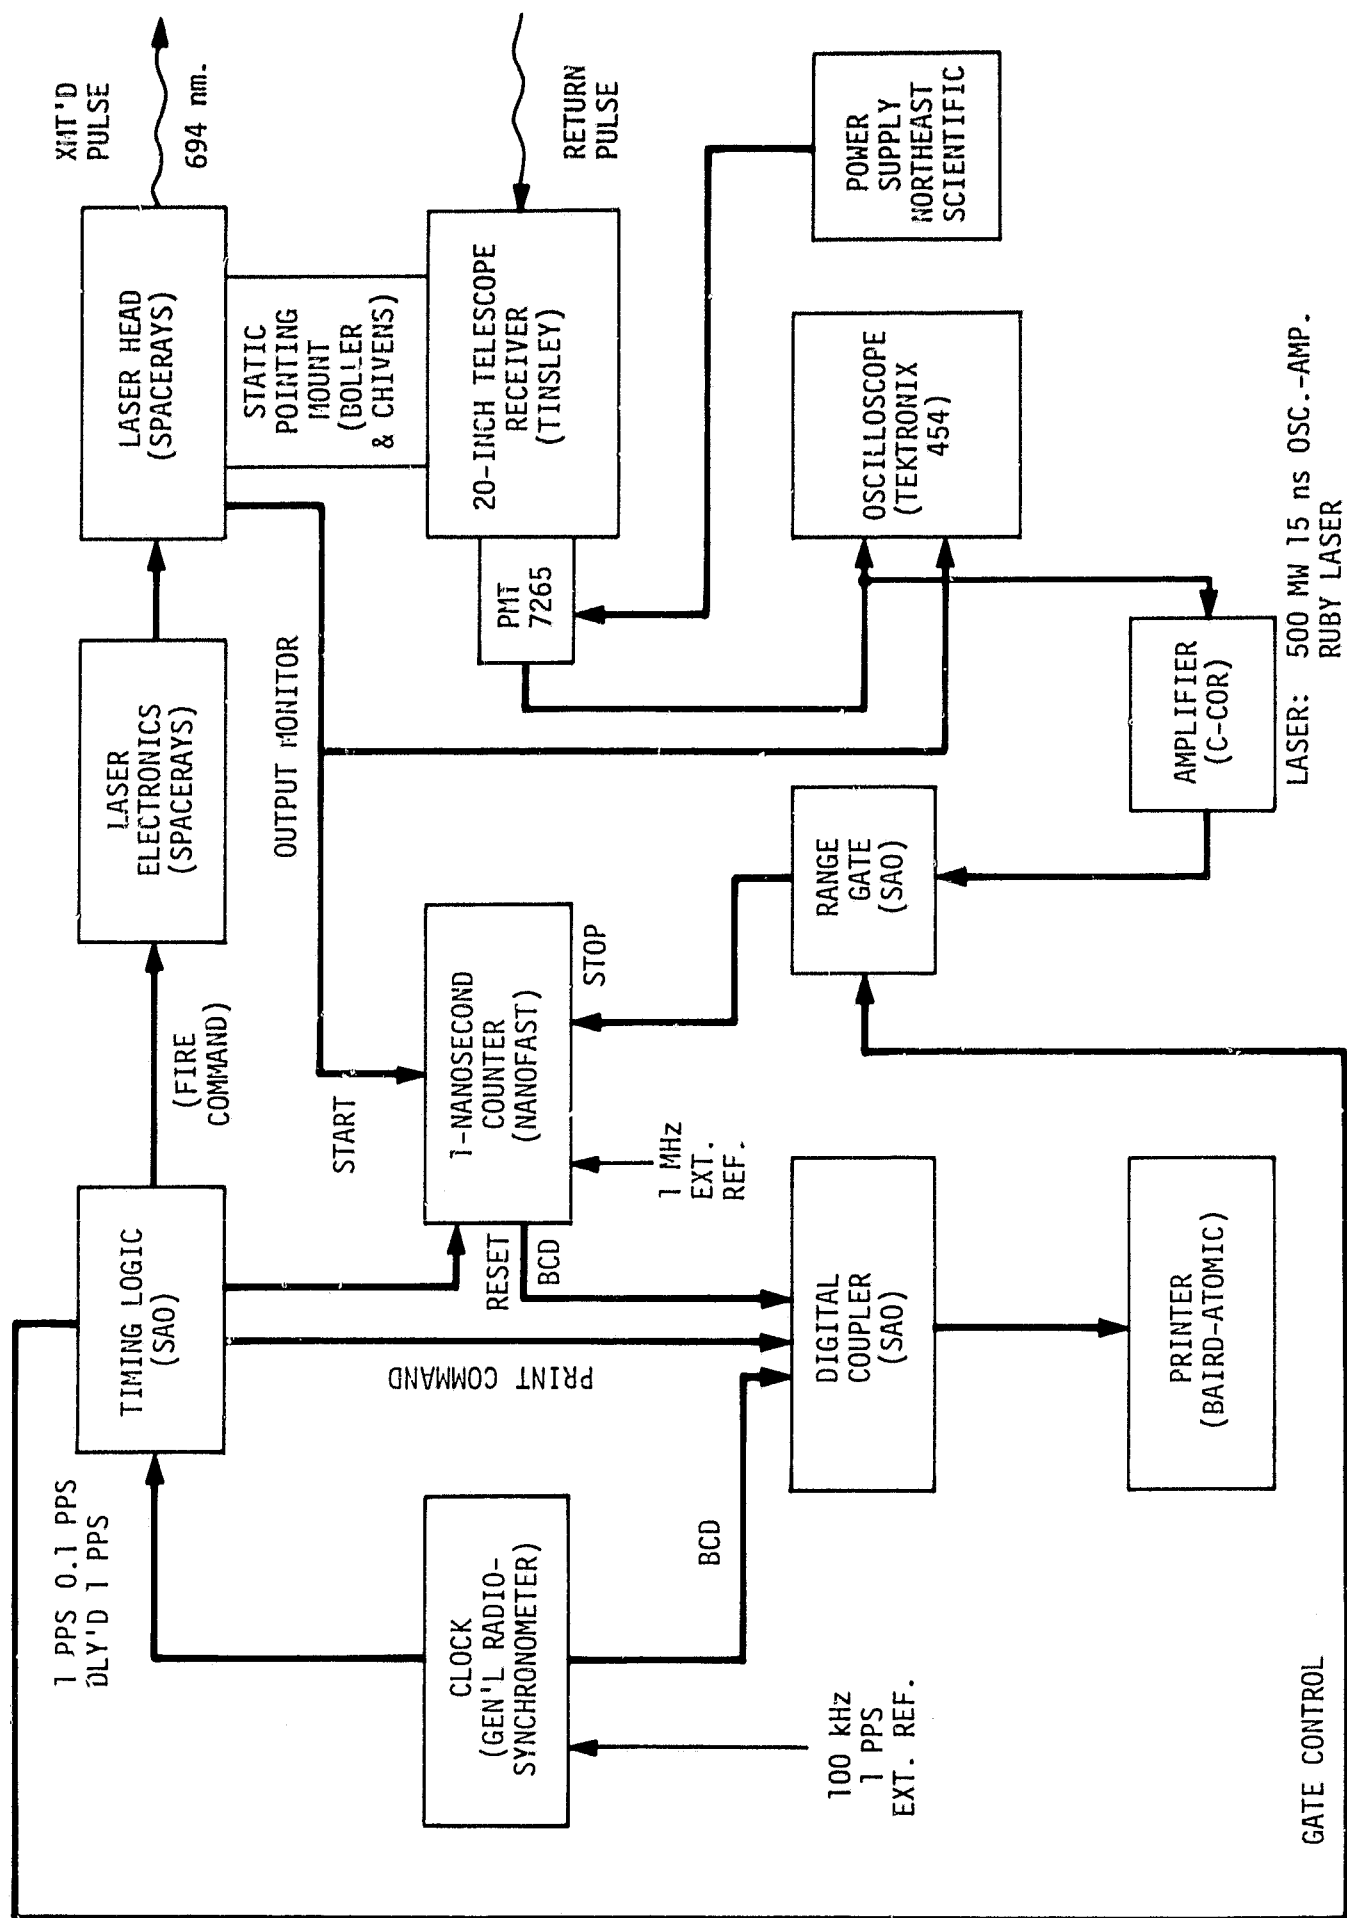 1 PPS 0.1 PPS
DLY'D 1 PPS
TIMING LOGIC
(SAO)
(FIRE
COMMAND)
LASER
ELECTRONICS
(SPACERAYS)
LASER HEAD
(SPACERAYS)
XMT'D
PULSE
694 nm.
OUTPUT MONITOR
STATIC
POINTING
MOUNT
(BOLLER
& CHIVENS)
START
CLOCK
(GEN'L RADIO-
SYNCHRONOMETER)
PRINT COMMAND
RESET
BCD
1-NANOSECOND
COUNTER
(NANOFAST)
STOP
1 MHz
EXT.
REF.
PMT
7265
20-INCH TELESCOPE
RECEIVER
(TINSLEY)
RETURN
PULSE
BCD
100 kHz
1 PPS
EXT. REF.
DIGITAL
COUPLER
(SAO)
RANGE
GATE
(SAO)
OSCILLOSCOPE
(TEKTRONIX
454)
POWER
SUPPLY
NORTHEAST
SCIENTIFIC
PRINTER
(BAIRD-ATOMIC)
AMPLIFIER
(C-COR)
GATE CONTROL
LASER: 500 MW 15 ns OSC.-AMP.
RUBY LASER